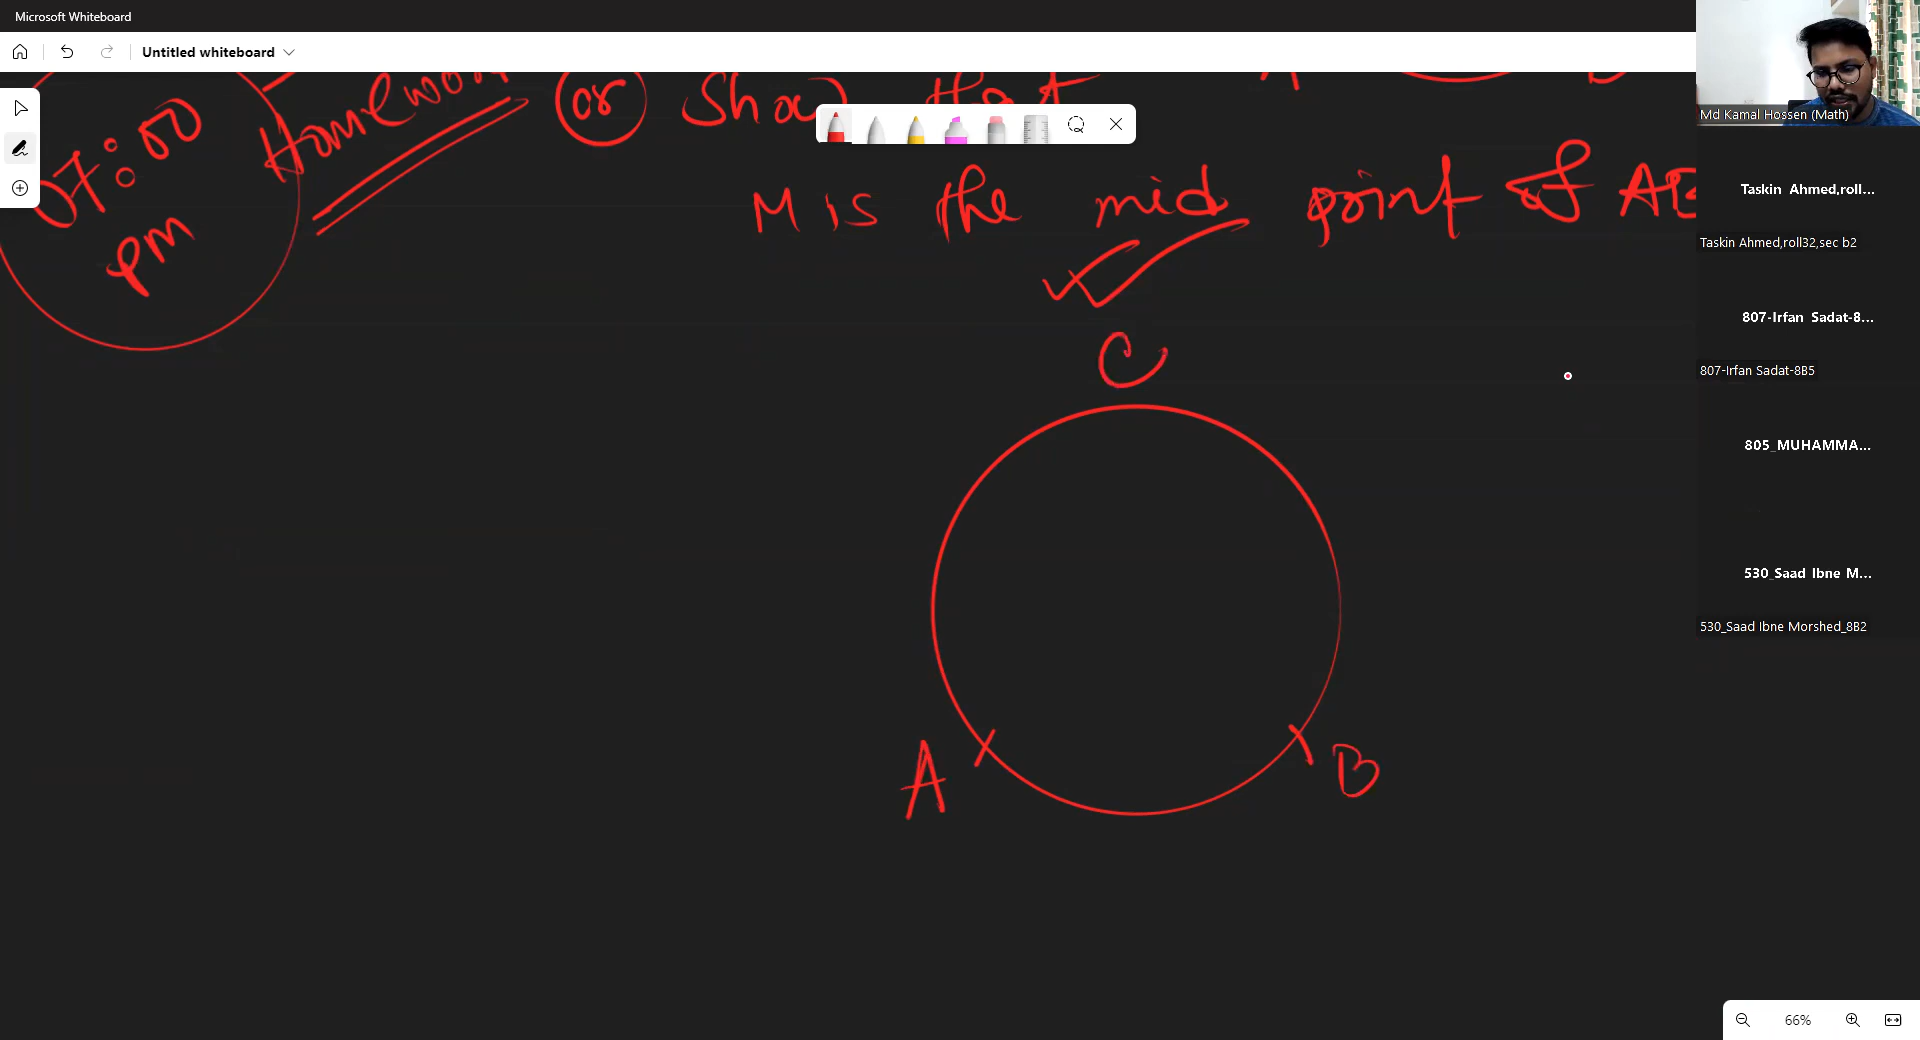 Microsoft Whiteboard
Untitled whiteboard
07:00
pm
Homework
or Show that
M is the mid point of AB
C
A
B
Md Kamal Hossen (Math)
Taskin Ahmed,roll...
Taskin Ahmed,roll32,sec b2
807-Irfan Sadat-8...
807-Irfan Sadat-8B5
805_MUHAMMA...
530_Saad Ibne M...
530_Saad Ibne Morshed_8B2
66%